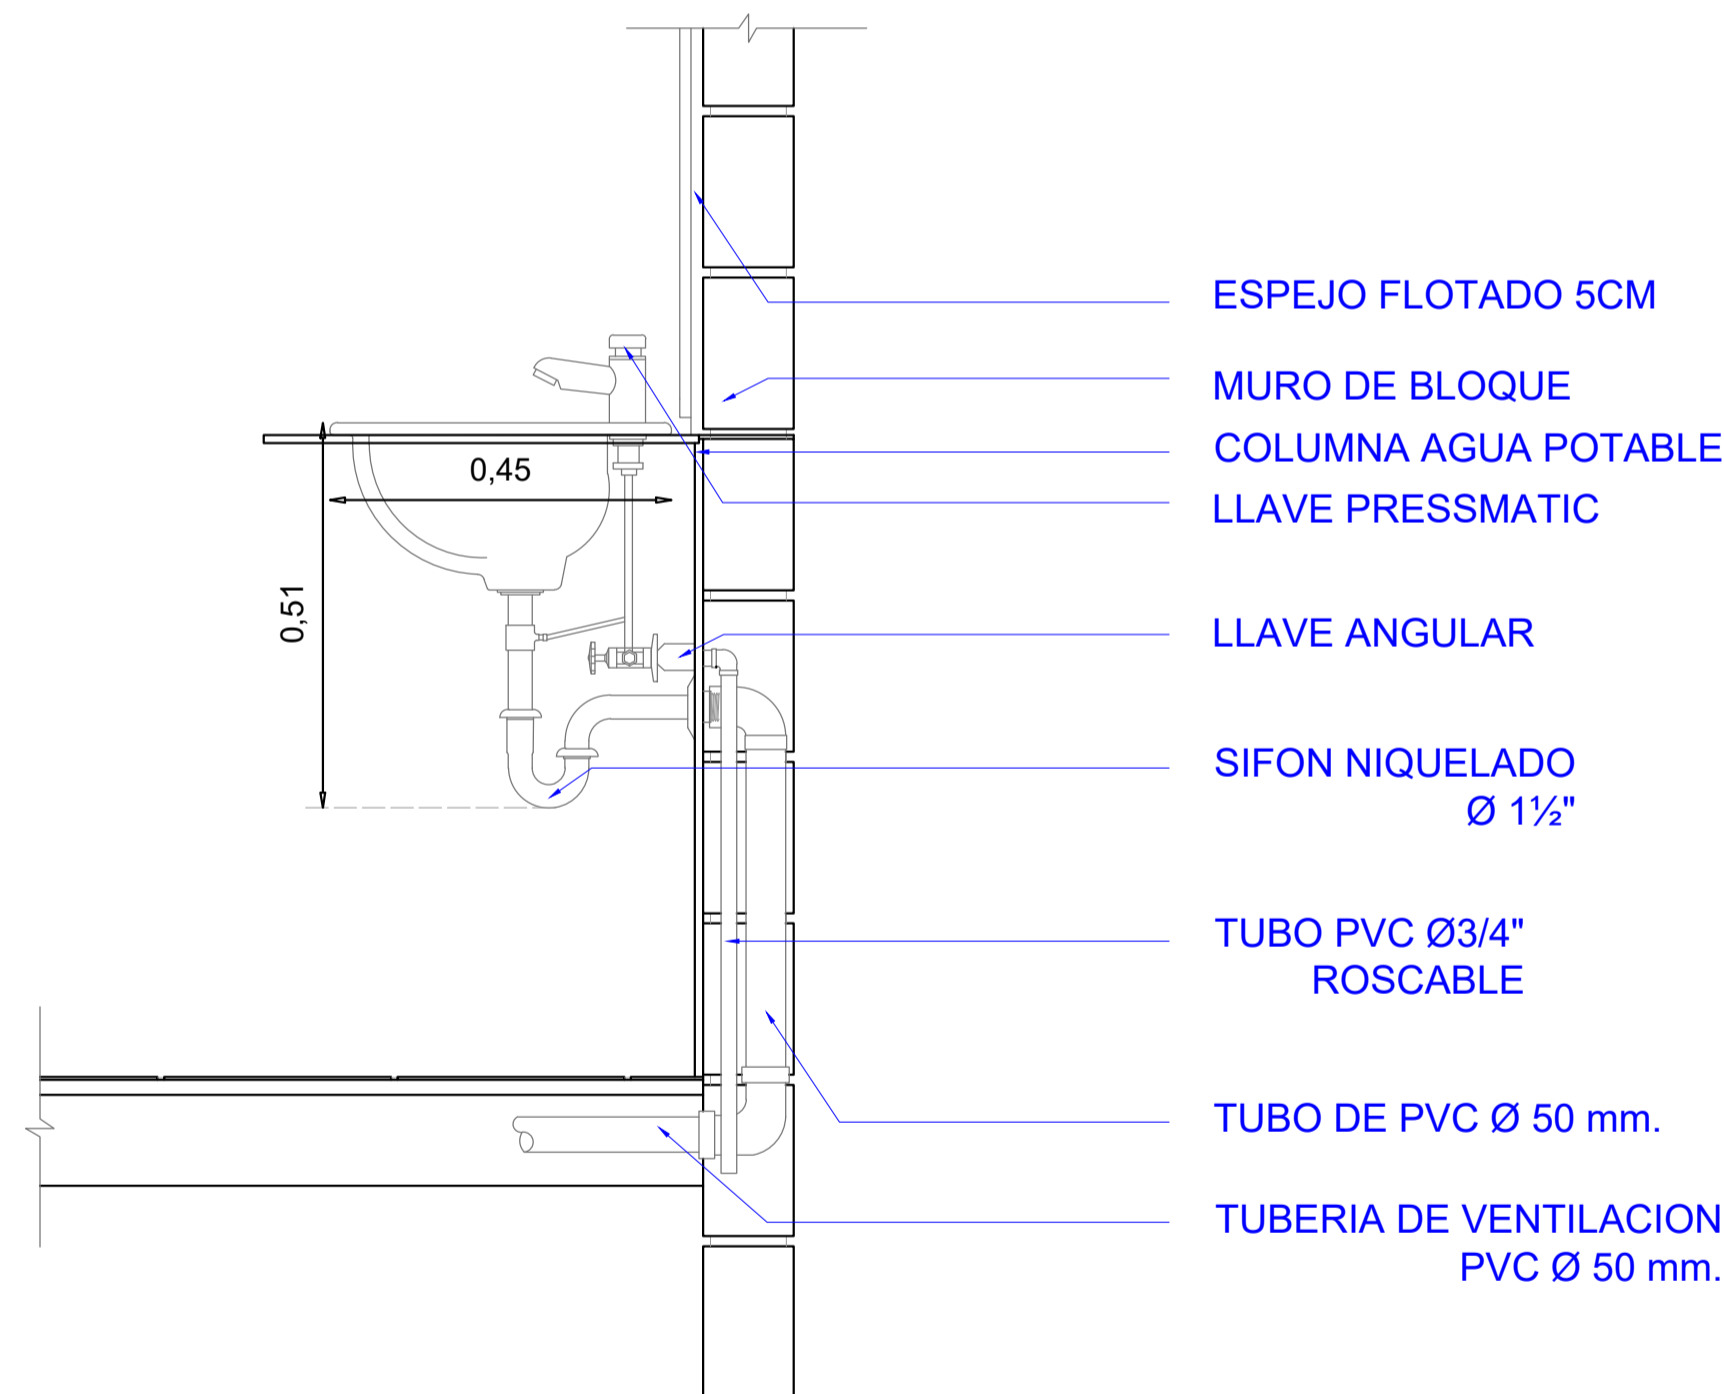 ESPEJO FLOTADO 5CM
MURO DE BLOQUE
COLUMNA AGUA POTABLE
0,45
LLAVE PRESSMATIC
0,51
LLAVE ANGULAR
SIFON NIQUELADO
Ø 1½"
TUBO PVC Ø3/4"
ROSCABLE
TUBO DE PVC Ø 50 mm.
TUBERIA DE VENTILACION
PVC Ø 50 mm.